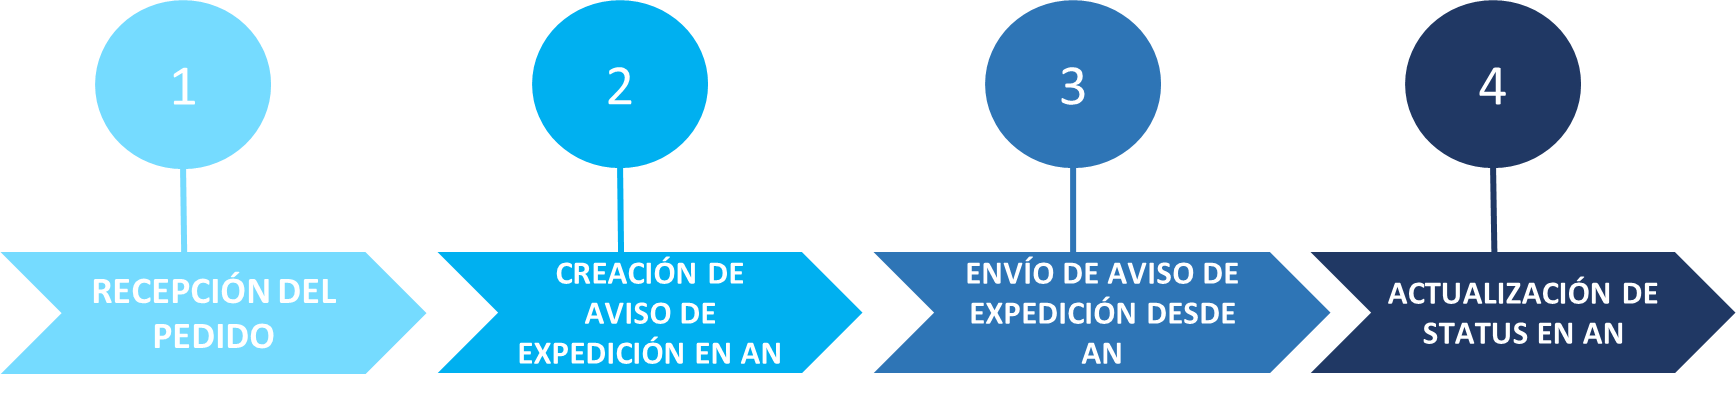 1
RECEPCIÓN DEL
PEDIDO
2
CREACIÓN DE
AVISO DE
EXPEDICIÓN EN AN
3
ENVÍO DE AVISO DE
EXPEDICIÓN DESDE
AN
4
ACTUALIZACIÓN DE
STATUS EN AN